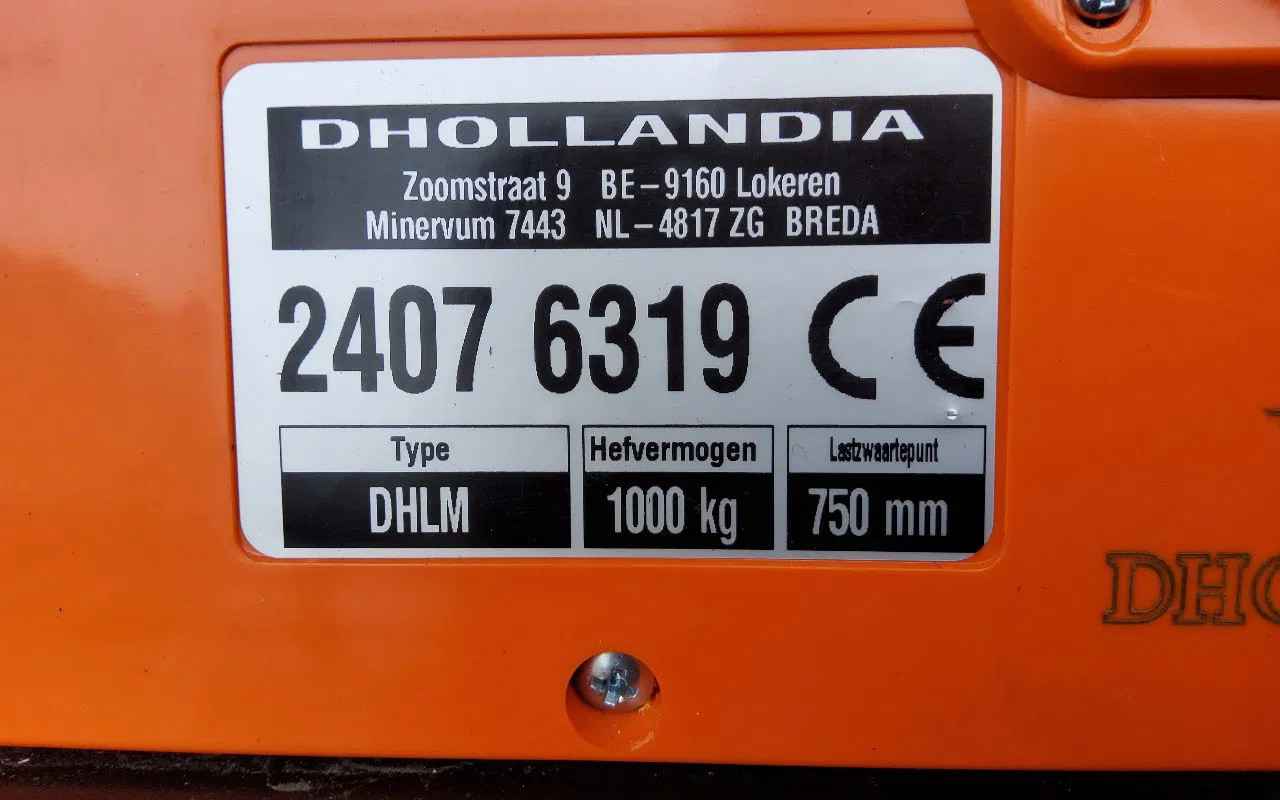 DHOLLANDIA
Zoomstraat 9 BE-9160 Lokeren
Minervum 7443 NL-4817 ZG BREDA
2407 6319 CE
Type Hefvermogen Lastzwaartepunt
DHLM 1000 kg 750 mm